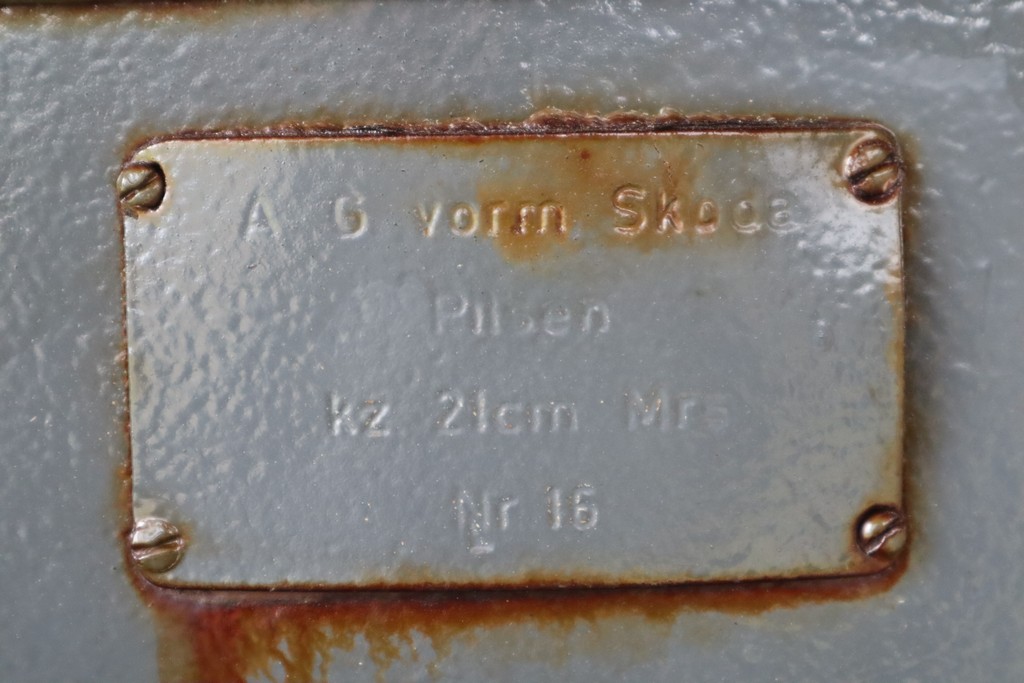 A G vorm Skoda
Pilsen
kz 21cm Mrs
Nr 16